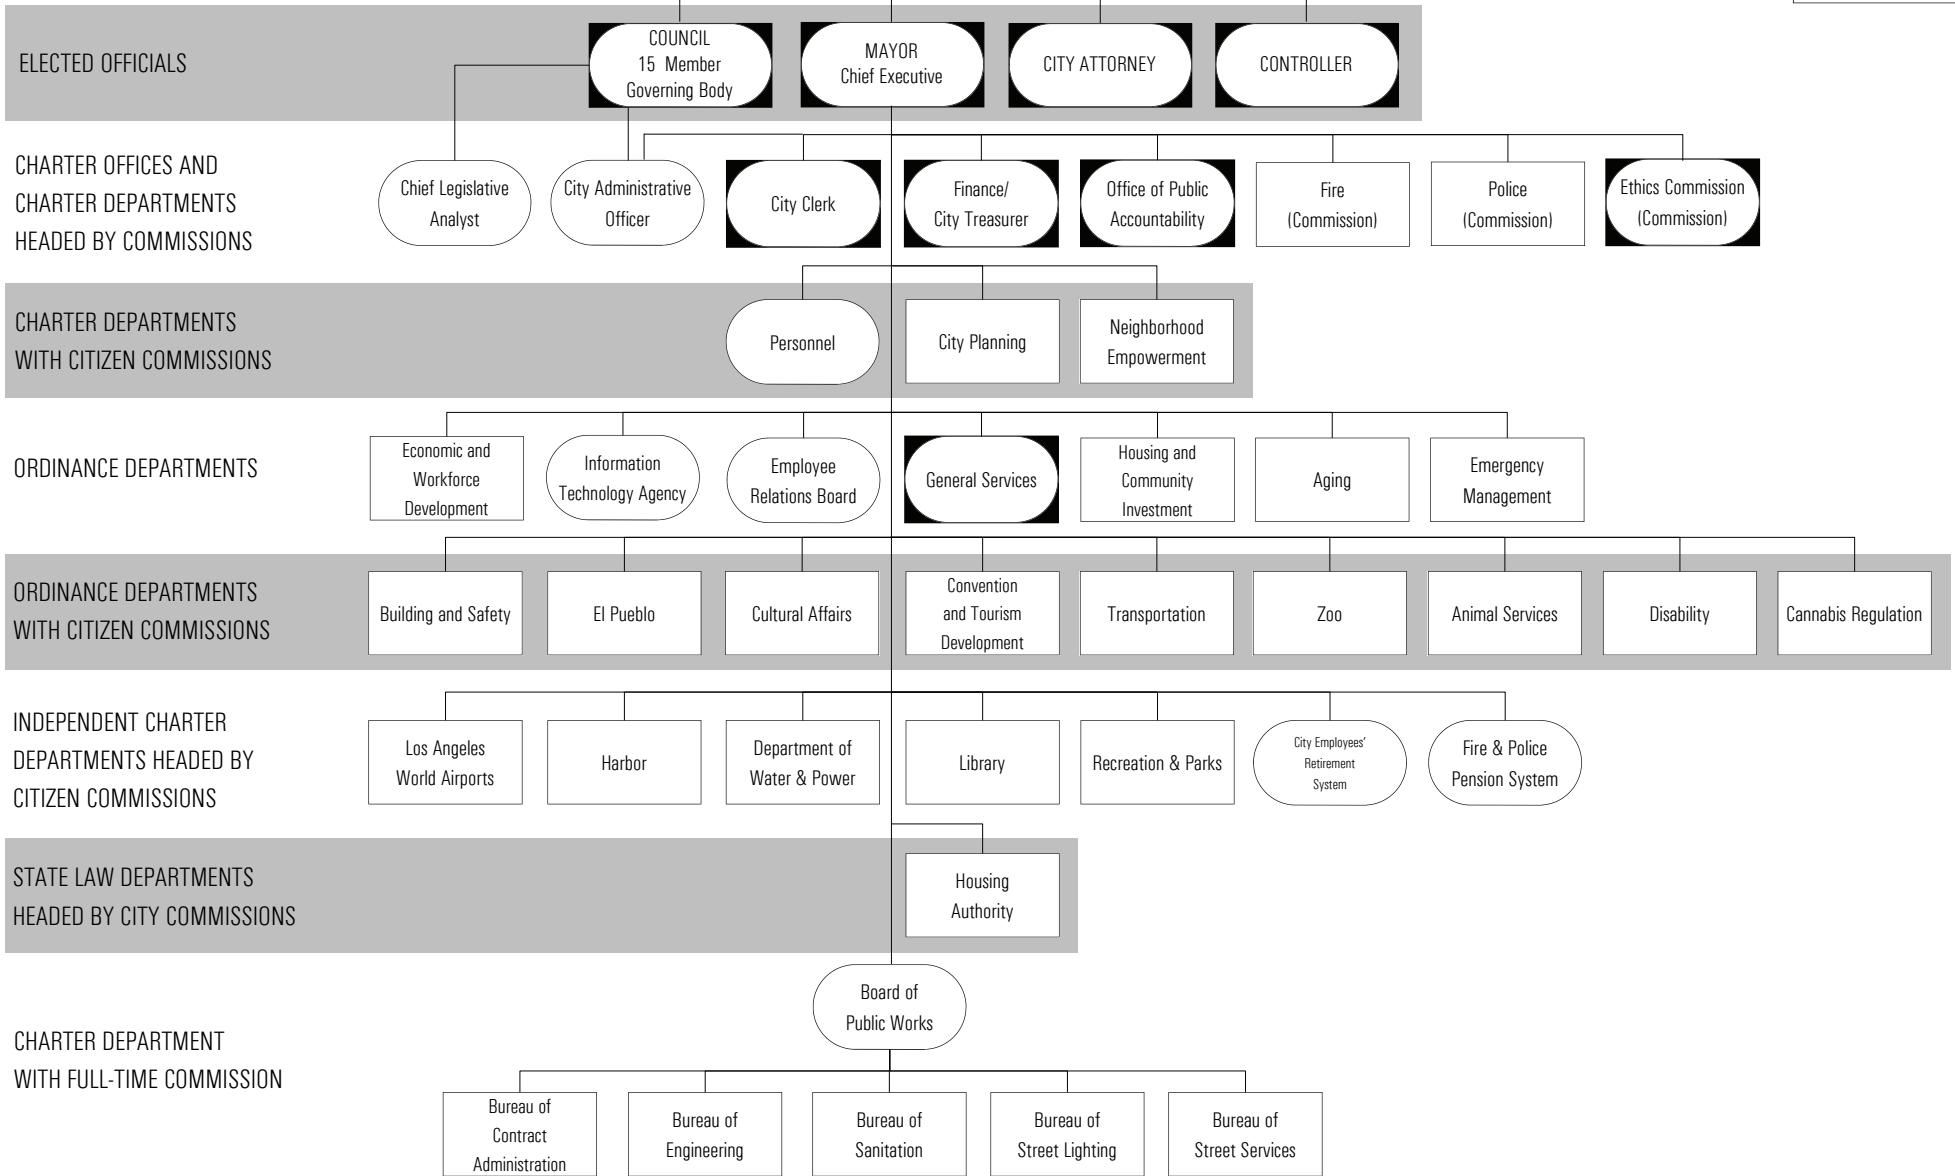 ELECTED OFFICIALS
COUNCIL
15 Member
Governing Body
MAYOR
Chief Executive
CITY ATTORNEY
CONTROLLER
CHARTER OFFICES AND
CHARTER DEPARTMENTS
HEADED BY COMMISSIONS
Chief Legislative
Analyst
City Administrative
Officer
City Clerk
Finance/
City Treasurer
Office of Public
Accountability
Fire
(Commission)
Police
(Commission)
Ethics Commission
(Commission)
CHARTER DEPARTMENTS
WITH CITIZEN COMMISSIONS
Personnel
City Planning
Neighborhood
Empowerment
ORDINANCE DEPARTMENTS
Economic and
Workforce
Development
Information
Technology Agency
Employee
Relations Board
General Services
Housing and
Community
Investment
Aging
Emergency
Management
ORDINANCE DEPARTMENTS
WITH CITIZEN COMMISSIONS
Building and Safety
El Pueblo
Cultural Affairs
Convention
and Tourism
Development
Transportation
Zoo
Animal Services
Disability
Cannabis Regulation
INDEPENDENT CHARTER
DEPARTMENTS HEADED BY
CITIZEN COMMISSIONS
Los Angeles
World Airports
Harbor
Department of
Water & Power
Library
Recreation & Parks
City Employees'
Retirement
System
Fire & Police
Pension System
STATE LAW DEPARTMENTS
HEADED BY CITY COMMISSIONS
Housing
Authority
CHARTER DEPARTMENT
WITH FULL-TIME COMMISSION
Board of
Public Works
Bureau of
Contract
Administration
Bureau of
Engineering
Bureau of
Sanitation
Bureau of
Street Lighting
Bureau of
Street Services